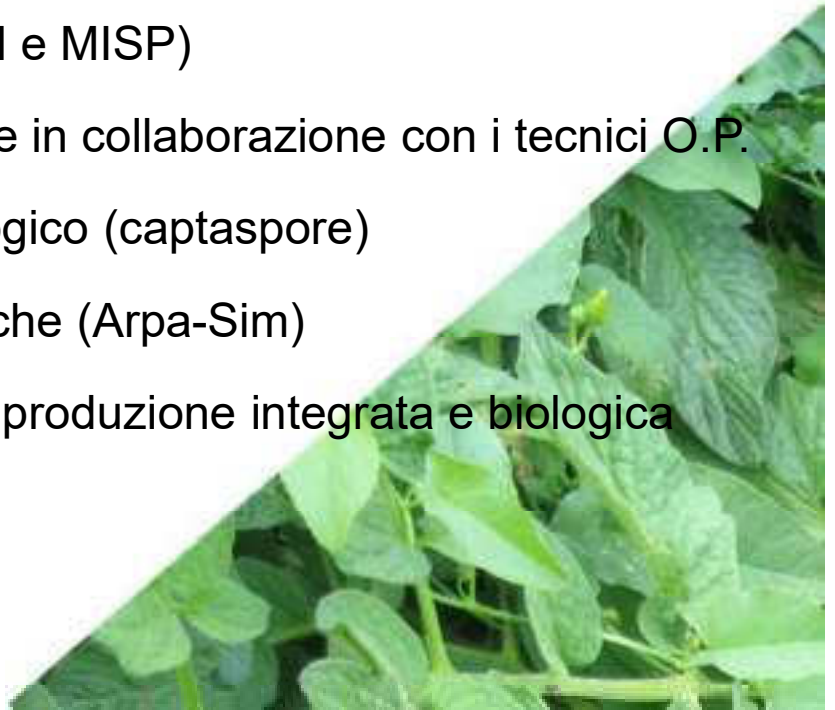 e MISP)
e in collaborazione con i tecnici O.P.
gico (captaspore)
che (Arpa-Sim)
produzione integrata e biologica